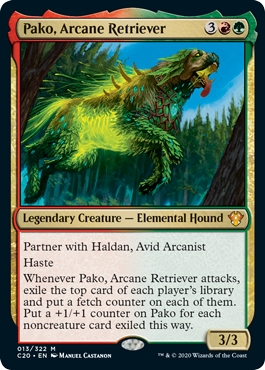 Pako, Arcane Retriever
3
Legendary Creature — Elemental Hound
Partner with Haldan, Avid Arcanist
Haste
Whenever Pako, Arcane Retriever attacks,
exile the top card of each player's library
and put a fetch counter on each of them.
Put a +1/+1 counter on Pako for each
noncreature card exiled this way.
3/3
013/322 M
C20 • EN Manuel Castanon
™ & © 2020 Wizards of the Coast